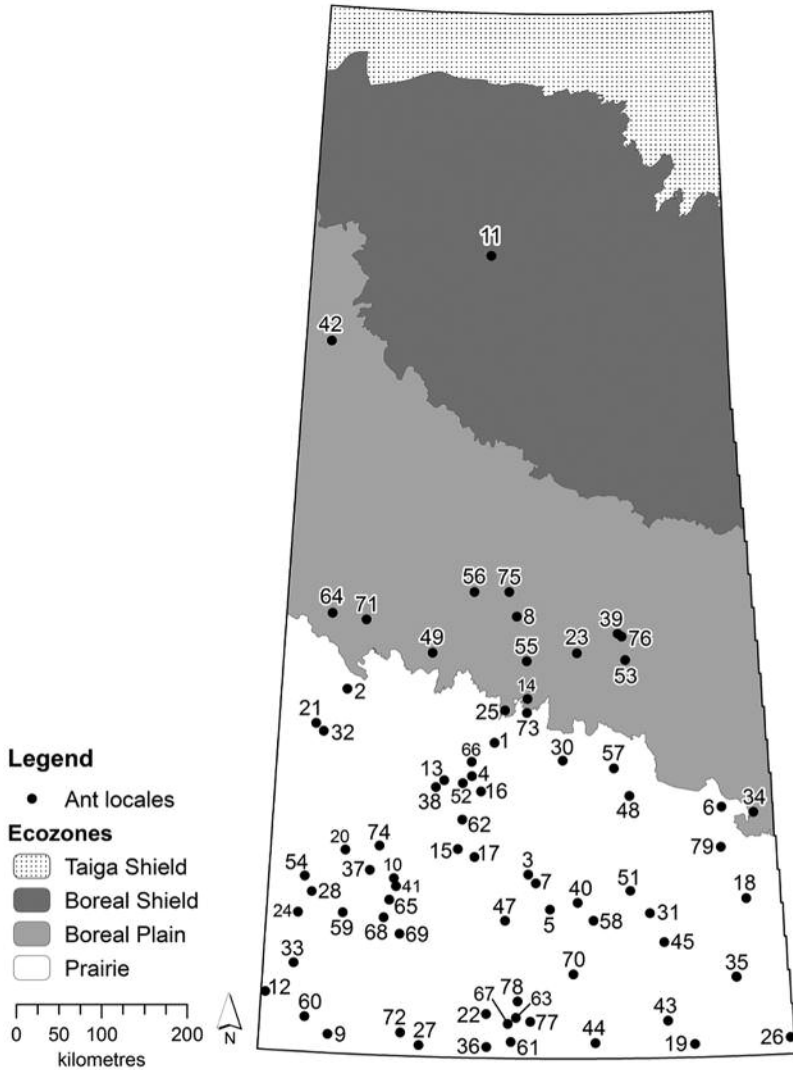 11
42
56 75
64 71 8
39
49 55 23 76
53
2 14
21 25 73
32 1
66 30 57
13 4
38 52 16 48
6 34
62
20 74 15 17 79
54 37 10 3
28 41 7 51 18
24 59 65 40
68 47 5 58 31
69 45
33 70 35
12 78
60 22 67 63 43
9 72 77
27 36 61 44 19 26
Legend
Ant locales
Ecozones
Taiga Shield
Boreal Shield
Boreal Plain
Prairie
0 50 100 200
kilometres
N